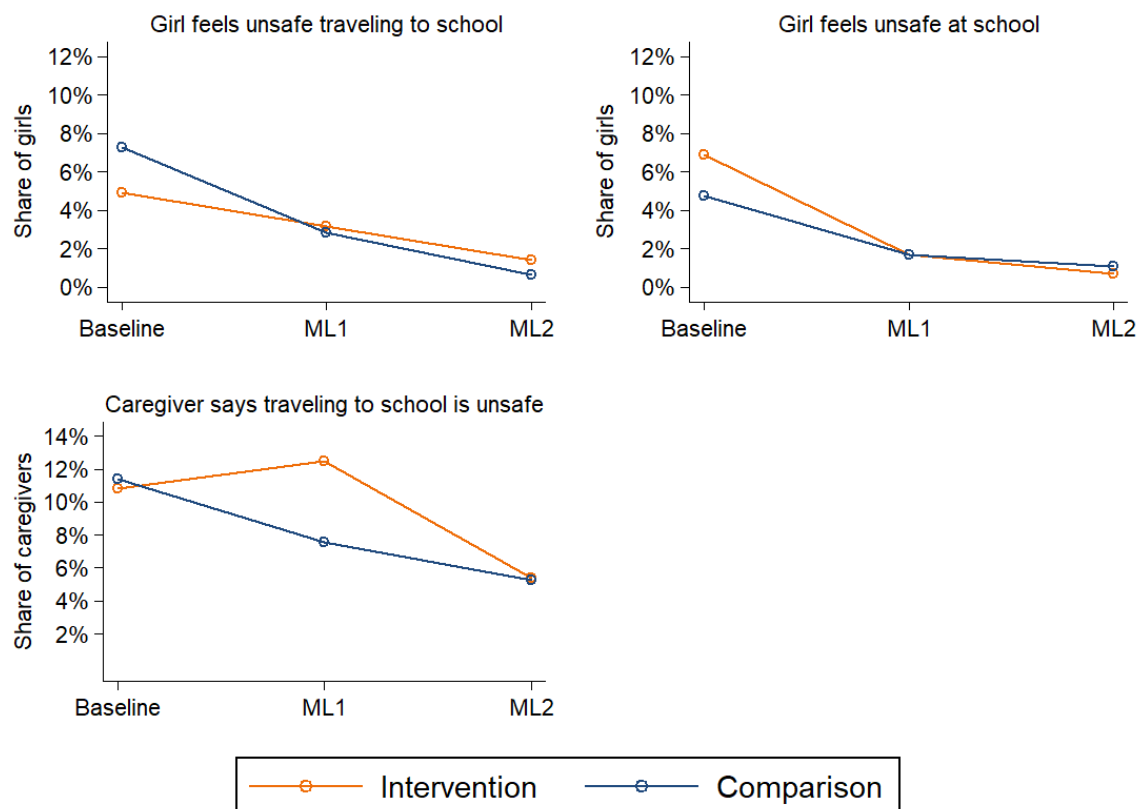 Girl feels unsafe traveling to school
Share of girls
12%
10%
8%
6%
4%
2%
0%
Baseline ML1 ML2
Girl feels unsafe at school
Share of girls
12%
10%
8%
6%
4%
2%
0%
Baseline ML1 ML2
Caregiver says traveling to school is unsafe
Share of caregivers
14%
12%
10%
8%
6%
4%
2%
Baseline ML1 ML2
Intervention Comparison